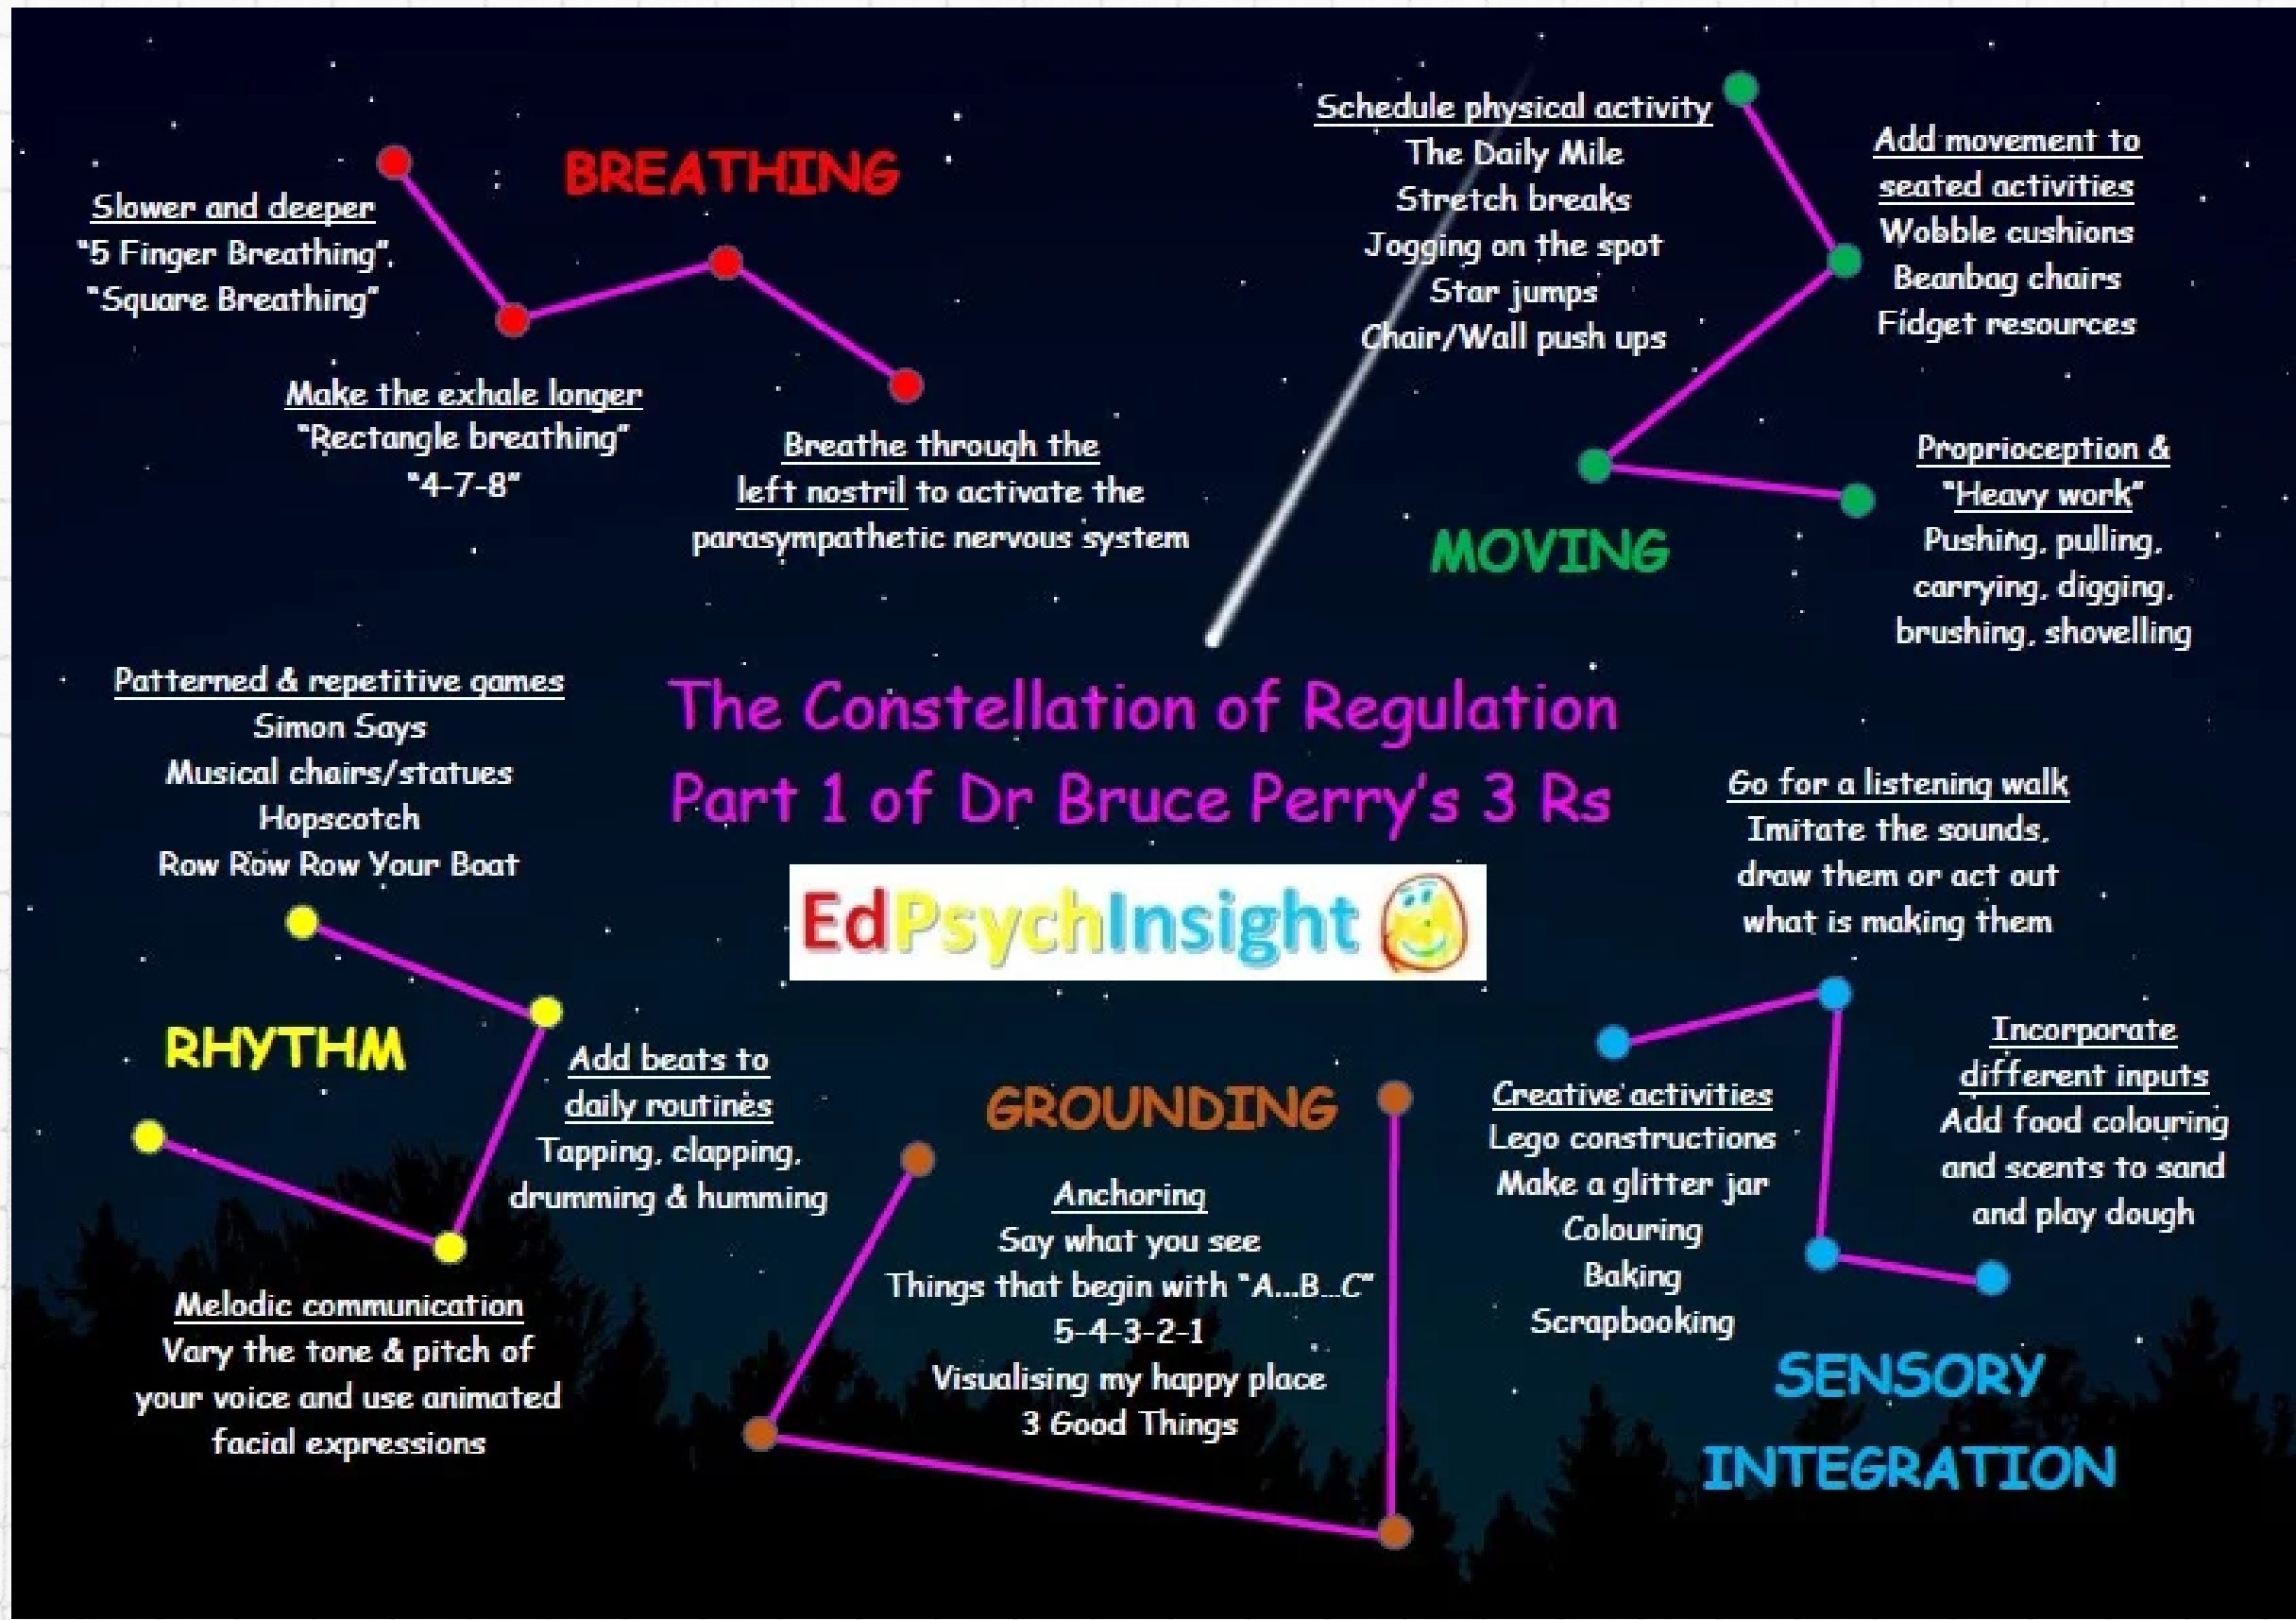 BREATHING
Slower and deeper
"5 Finger Breathing",
"Square Breathing"
Make the exhale longer
"Rectangle breathing"
"4-7-8"
Breathe through the
left nostril to activate the
parasympathetic nervous system
Schedule physical activity
The Daily Mile
Stretch breaks
Jogging on the spot
Star jumps
Chair/Wall push ups
Add movement to
seated activities
Wobble cushions
Beanbag chairs
Fidget resources
Proprioception &
"Heavy work"
Pushing, pulling,
carrying, digging,
brushing, shovelling
MOVING
The Constellation of Regulation
Part 1 of Dr Bruce Perry's 3 Rs
EdPsychInsight
Patterned & repetitive games
Simon Says
Musical chairs/statues
Hopscotch
Row Row Row Your Boat
RHYTHM
Add beats to
daily routines
Tapping, clapping,
drumming & humming
Melodic communication
Vary the tone & pitch of
your voice and use animated
facial expressions
GROUNDING
Anchoring
Say what you see
Things that begin with "A...B...C"
5-4-3-2-1
Visualising my happy place
3 Good Things
Go for a listening walk
Imitate the sounds,
draw them or act out
what is making them
Creative activities
Lego constructions
Make a glitter jar
Colouring
Baking
Scrapbooking
Incorporate
different inputs
Add food colouring
and scents to sand
and play dough
SENSORY
INTEGRATION